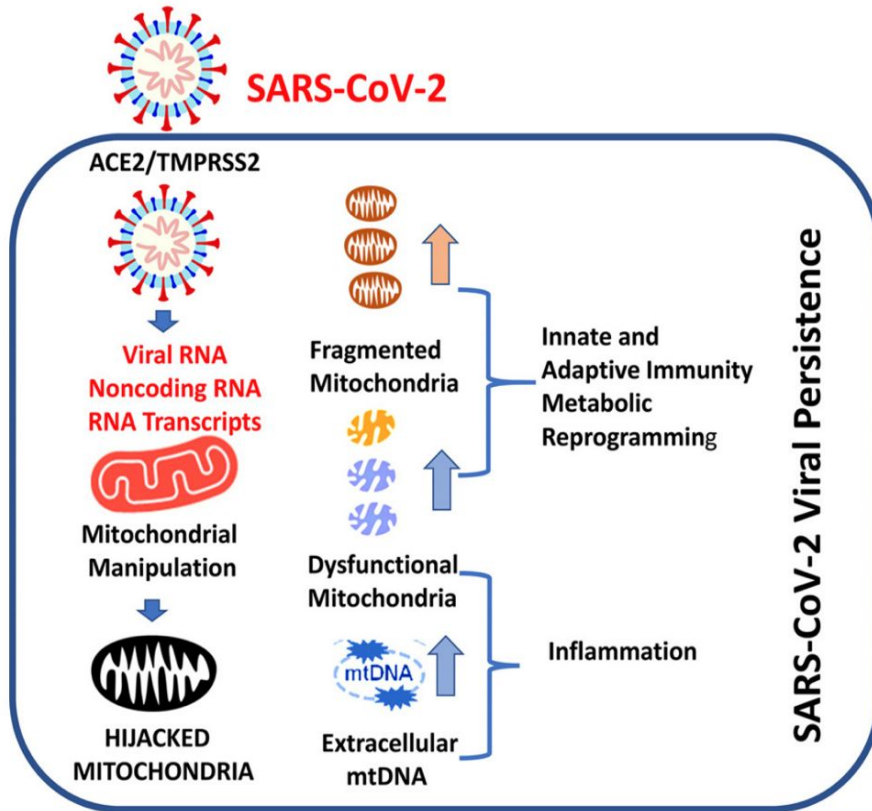 SARS-CoV-2
ACE2/TMPRSS2
Viral RNA
Noncoding RNA
RNA Transcripts
Mitochondrial
Manipulation
HIJACKED
MITOCHONDRIA
Fragmented
Mitochondria
Dysfunctional
Mitochondria
mtDNA
Extracellular
mtDNA
Innate and
Adaptive Immunity
Metabolic
Reprogramming
Inflammation
SARS-CoV-2 Viral Persistence